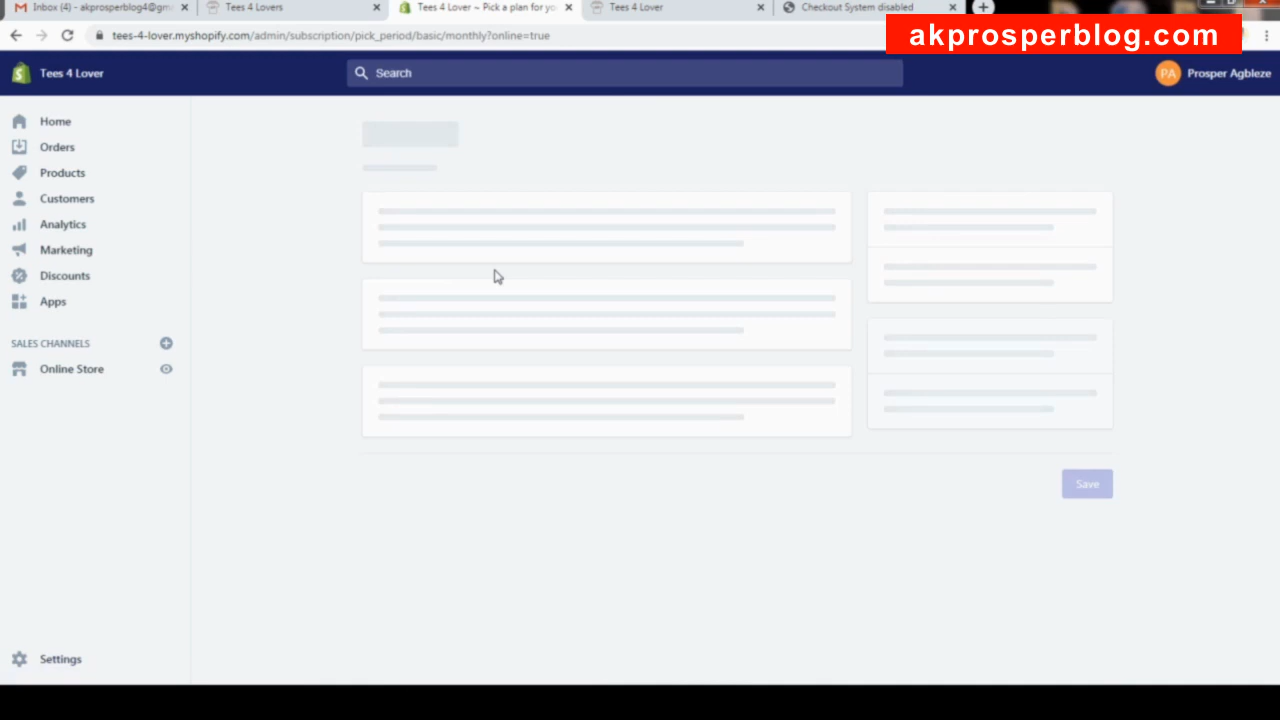 Inbox (4) - akprosperblog4@gm
Tees 4 Lovers
Tees 4 Lover ~ Pick a plan for yo
Tees 4 Lover
Checkout System disabled
tees-4-lover.myshopify.com/admin/subscription/pick_period/basic/monthly?online=true
akprosperblog.com
Tees 4 Lover
Search
PA
Prosper Agbleze
Home
Orders
Products
Customers
Analytics
Marketing
Discounts
Apps
SALES CHANNELS
Online Store
Save
Settings